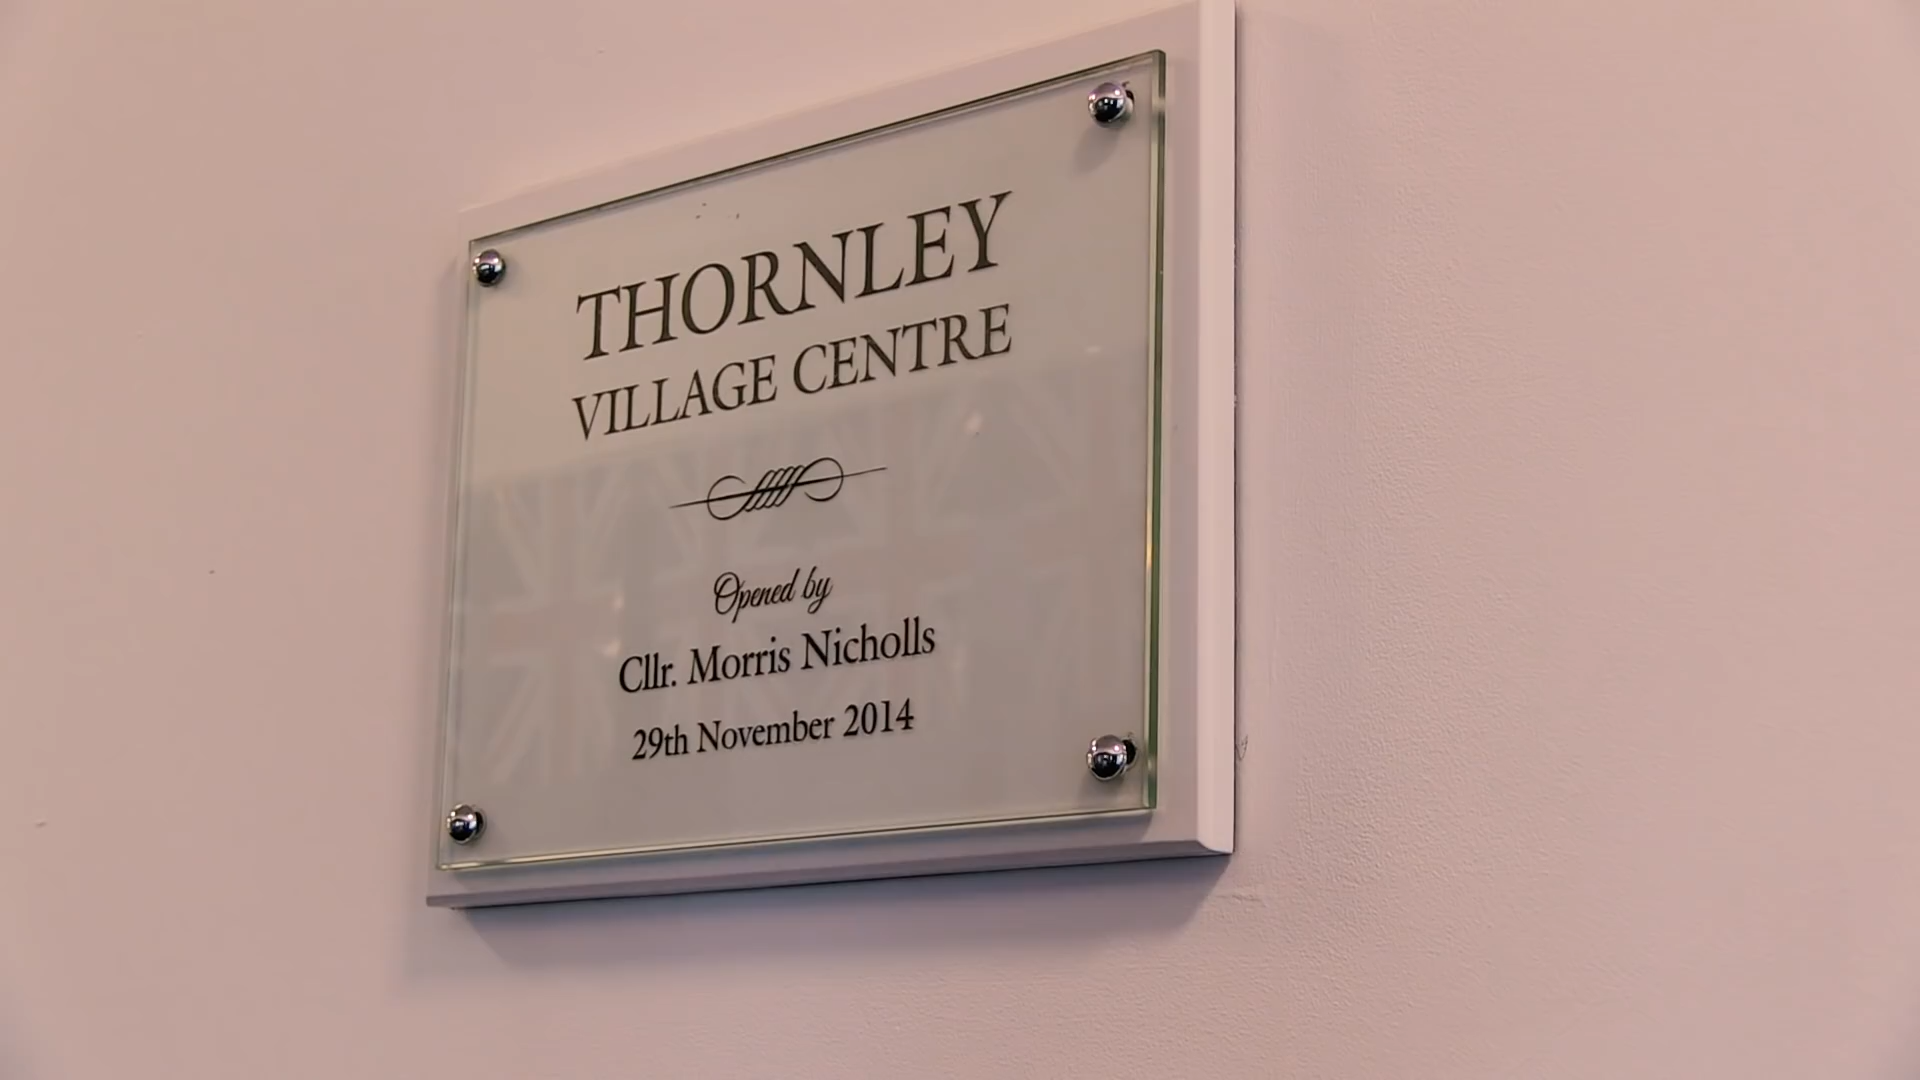 THORNLEY
VILLAGE CENTRE
Opened by
Cllr. Morris Nicholls
29th November 2014